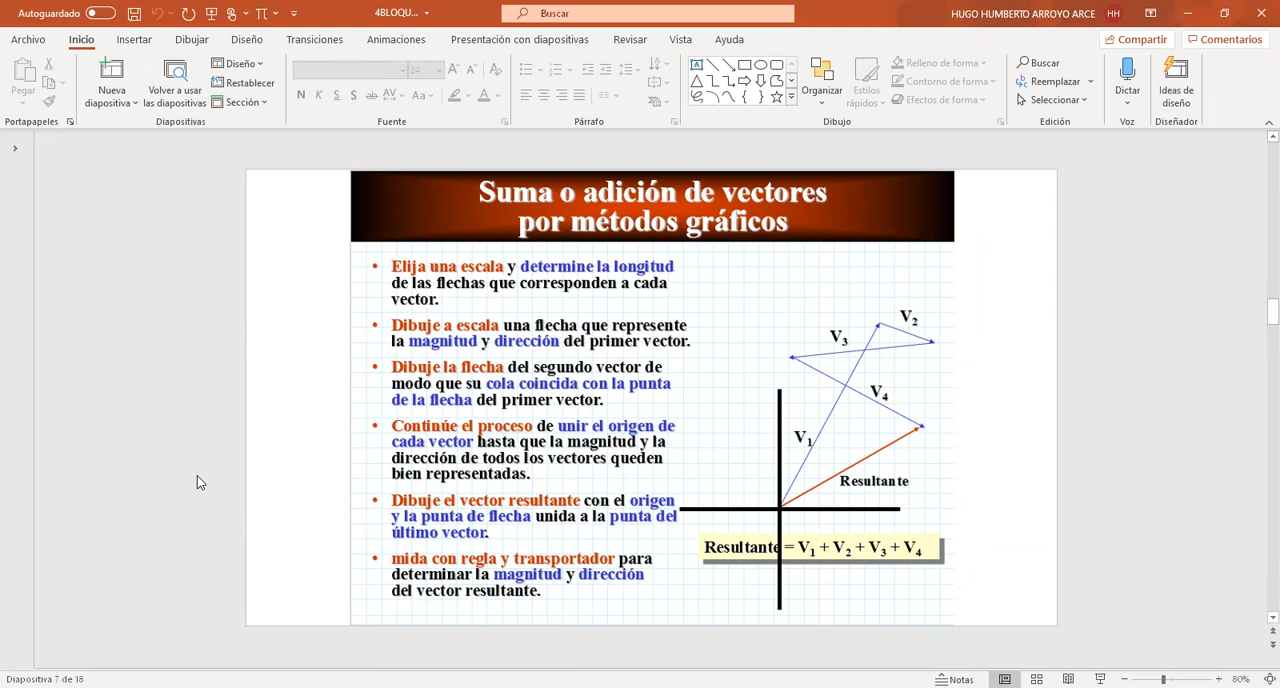 Autoguardado
4BLOQU...
Buscar
HUGO HUMBERTO ARROYO ARCE
HH
Archivo Inicio Insertar Dibujar Diseño Transiciones Animaciones Presentación con diapositivas Revisar Vista Ayuda
Compartir Comentarios
Pegar
Nueva diapositiva
Volver a usar las diapositivas
Diseño
Restablecer
Sección
24
N K S S ab AV Aa A
Organizar
Estilos rápidos
Relleno de forma
Contorno de forma
Efectos de forma
Buscar
Reemplazar
Seleccionar
Dictar
Ideas de diseño
Portapapeles Diapositivas Fuente Párrafo Dibujo Edición Voz Diseñador
Suma o adición de vectores
por métodos gráficos
• Elija una escala y determine la longitud
de las flechas que corresponden a cada
vector.
• Dibuje a escala una flecha que represente
la magnitud y dirección del primer vector.
• Dibuje la flecha del segundo vector de
modo que su cola coincida con la punta
de la flecha del primer vector.
• Continúe el proceso de unir el origen de
cada vector hasta que la magnitud y la
dirección de todos los vectores queden
bien representadas.
• Dibuje el vector resultante con el origen
y la punta de flecha unida a la punta del
último vector.
• mida con regla y transportador para
determinar la magnitud y dirección
del vector resultante.
V2
V3
V4
V1
Resultante
Resultante = V1 + V2 + V3 + V4
Diapositiva 7 de 18
Notas
80%